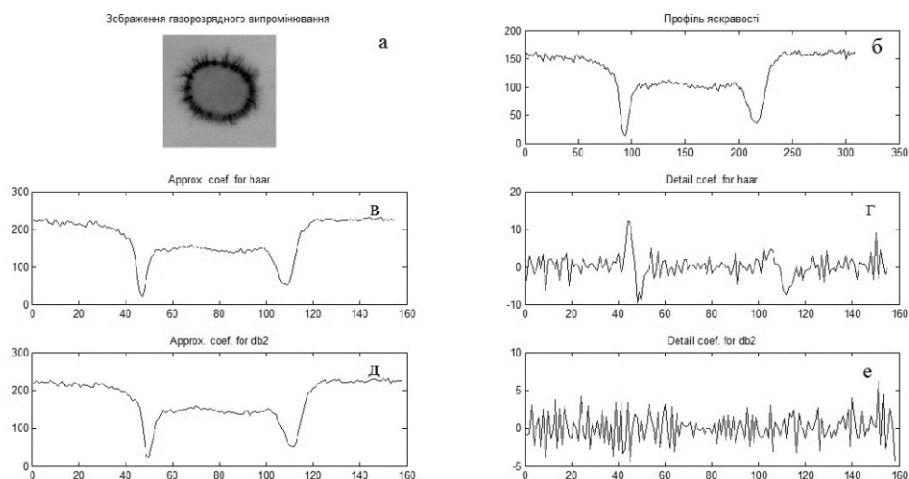 Зображення газорозрядного випромінювання
а
Профіль яскравості
б
200
150
100
50
0
0 50 100 150 200 250 300 350
Approx. coef. for haar
в
300
200
100
0
0 20 40 60 80 100 120 140 160
Detail coef. for haar
г
20
10
0
-10
0 20 40 60 80 100 120 140 160
Approx. coef. for db2
д
300
200
100
0
0 20 40 60 80 100 120 140 160
Detail coef. for db2
е
10
5
0
-5
0 20 40 60 80 100 120 140 160